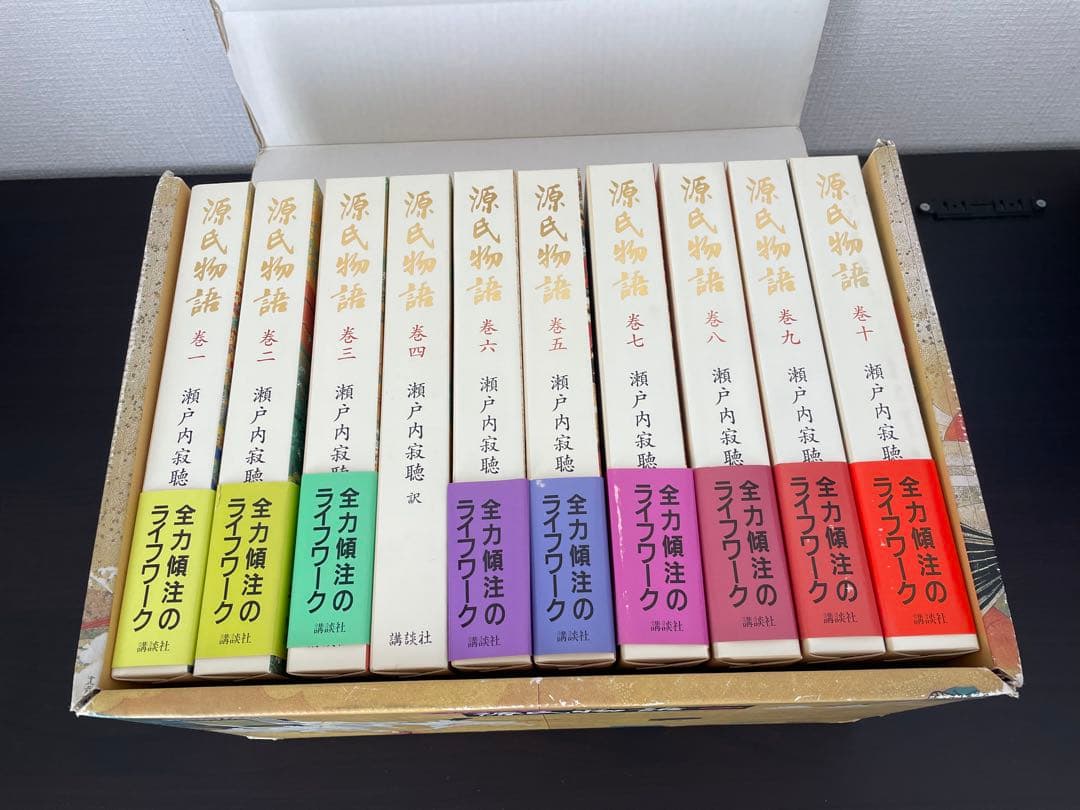 源氏物語
巻一
瀬戸内寂聴
全力傾注の
ライフワーク
講談社
源氏物語
巻二
瀬戸内寂聴
全力傾注の
ライフワーク
講談社
源氏物語
巻三
瀬戸内寂聴
全力傾注の
ライフワーク
講談社
源氏物語
巻四
瀬戸内寂聴
訳
講談社
源氏物語
巻六
瀬戸内寂聴
全力傾注の
ライフワーク
講談社
源氏物語
巻五
瀬戸内寂聴
全力傾注の
ライフワーク
講談社
源氏物語
巻七
瀬戸内寂聴
全力傾注の
ライフワーク
講談社
源氏物語
巻八
瀬戸内寂聴
全力傾注の
ライフワーク
講談社
源氏物語
巻九
瀬戸内寂聴
全力傾注の
ライフワーク
講談社
源氏物語
巻十
瀬戸内寂聴
全力傾注の
ライフワーク
講談社